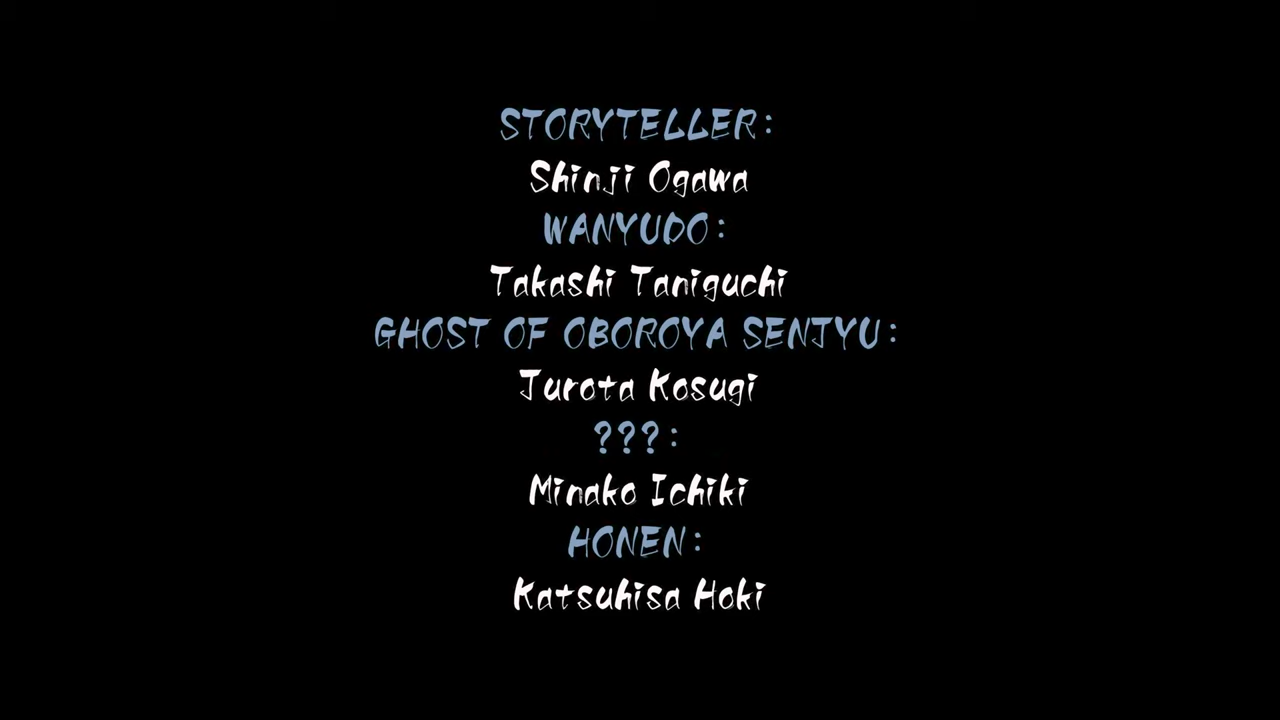 STORYTELLER:
Shinji Ogawa
WANYUDO:
Takashi Taniguchi
GHOST OF OBOROYA SENJYU:
Jurota Kosugi
???:
Minako Ichiki
HONEN:
Katsuhisa Hoki